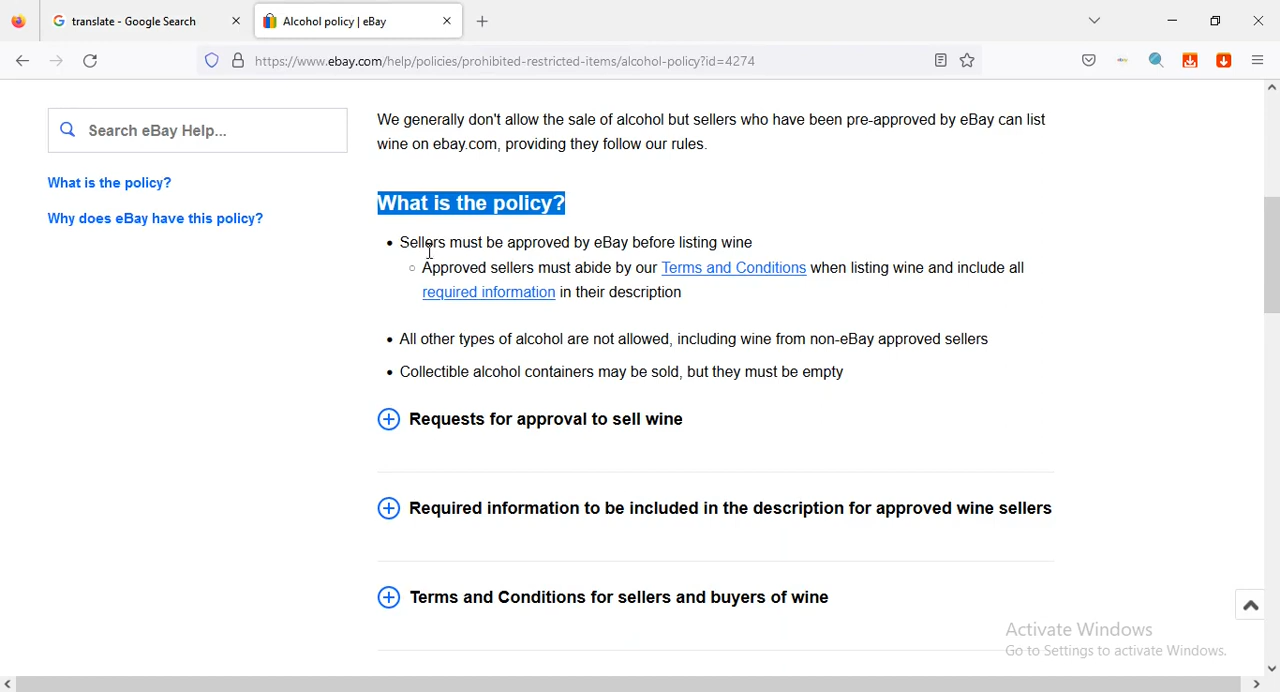 translate - Google Search
Alcohol policy | eBay
https://www.ebay.com/help/policies/prohibited-restricted-items/alcohol-policy?id=4274
Search eBay Help...
What is the policy?
Why does eBay have this policy?
We generally don't allow the sale of alcohol but sellers who have been pre-approved by eBay can list
wine on ebay.com, providing they follow our rules.
What is the policy?
• Sellers must be approved by eBay before listing wine
○ Approved sellers must abide by our Terms and Conditions when listing wine and include all
required information in their description
• All other types of alcohol are not allowed, including wine from non-eBay approved sellers
• Collectible alcohol containers may be sold, but they must be empty
Requests for approval to sell wine
Required information to be included in the description for approved wine sellers
Terms and Conditions for sellers and buyers of wine
Activate Windows
Go to Settings to activate Windows.